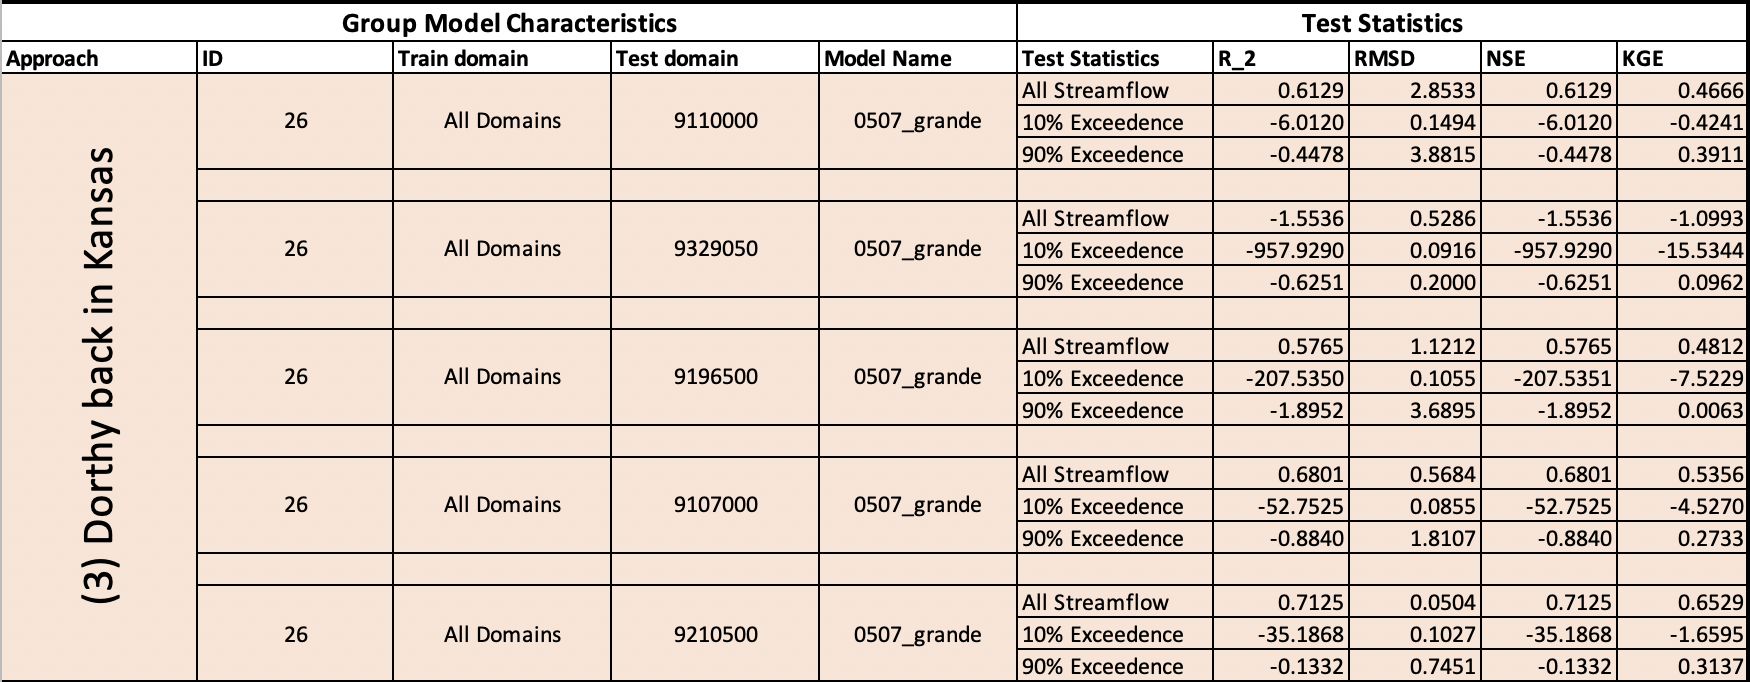 Group Model Characteristics Test Statistics
Approach ID Train domain Test domain Model Name Test Statistics R_2 RMSD NSE KGE
(3) Dorthy back in Kansas
All Streamflow 0.6129 2.8533 0.6129 0.4666
26 All Domains 9110000 0507_grande 10% Exceedence -6.0120 0.1494 -6.0120 -0.4241
90% Exceedence -0.4478 3.8815 -0.4478 0.3911
All Streamflow -1.5536 0.5286 -1.5536 -1.0993
26 All Domains 9329050 0507_grande 10% Exceedence -957.9290 0.0916 -957.9290 -15.5344
90% Exceedence -0.6251 0.2000 -0.6251 0.0962
All Streamflow 0.5765 1.1212 0.5765 0.4812
26 All Domains 9196500 0507_grande 10% Exceedence -207.5350 0.1055 -207.5351 -7.5229
90% Exceedence -1.8952 3.6895 -1.8952 0.0063
All Streamflow 0.6801 0.5684 0.6801 0.5356
26 All Domains 9107000 0507_grande 10% Exceedence -52.7525 0.0855 -52.7525 -4.5270
90% Exceedence -0.8840 1.8107 -0.8840 0.2733
All Streamflow 0.7125 0.0504 0.7125 0.6529
26 All Domains 9210500 0507_grande 10% Exceedence -35.1868 0.1027 -35.1868 -1.6595
90% Exceedence -0.1332 0.7451 -0.1332 0.3137